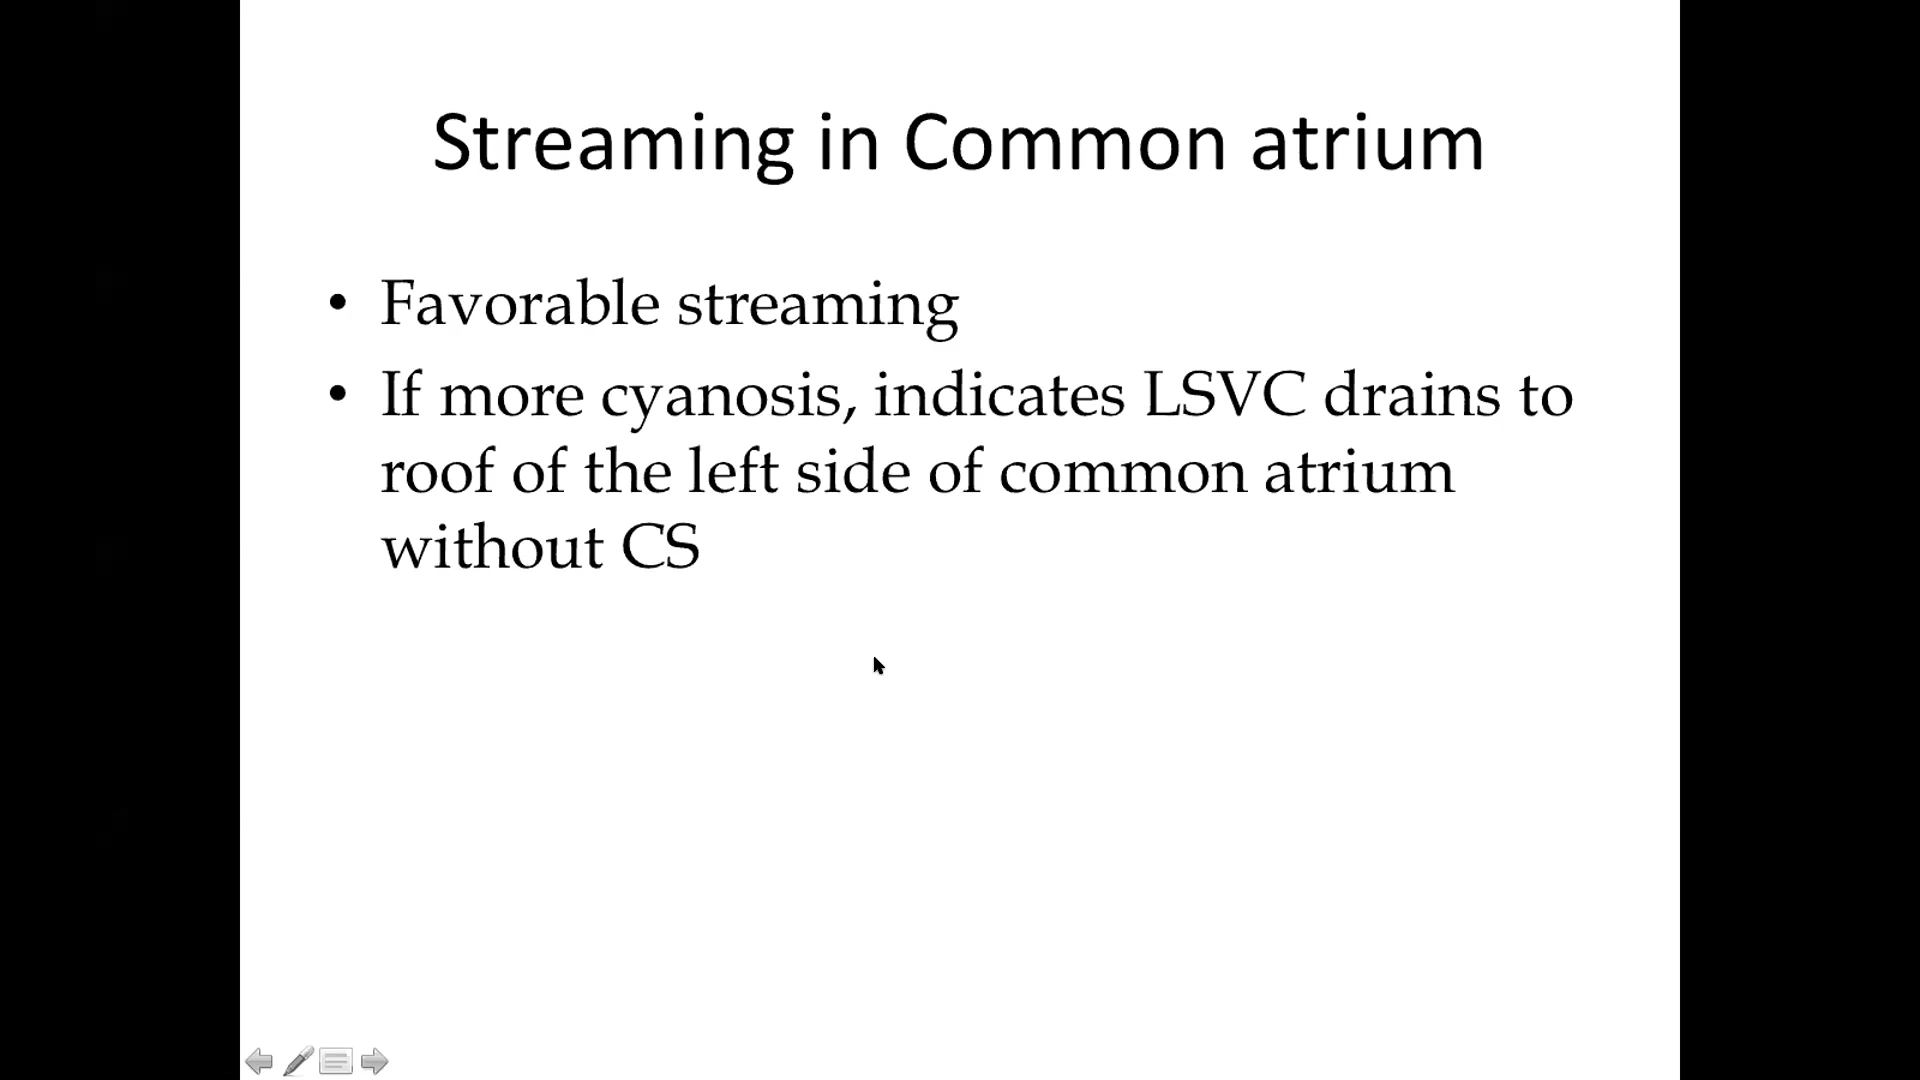 Streaming in Common atrium
• Favorable streaming
• If more cyanosis, indicates LSVC drains to
roof of the left side of common atrium
without CS